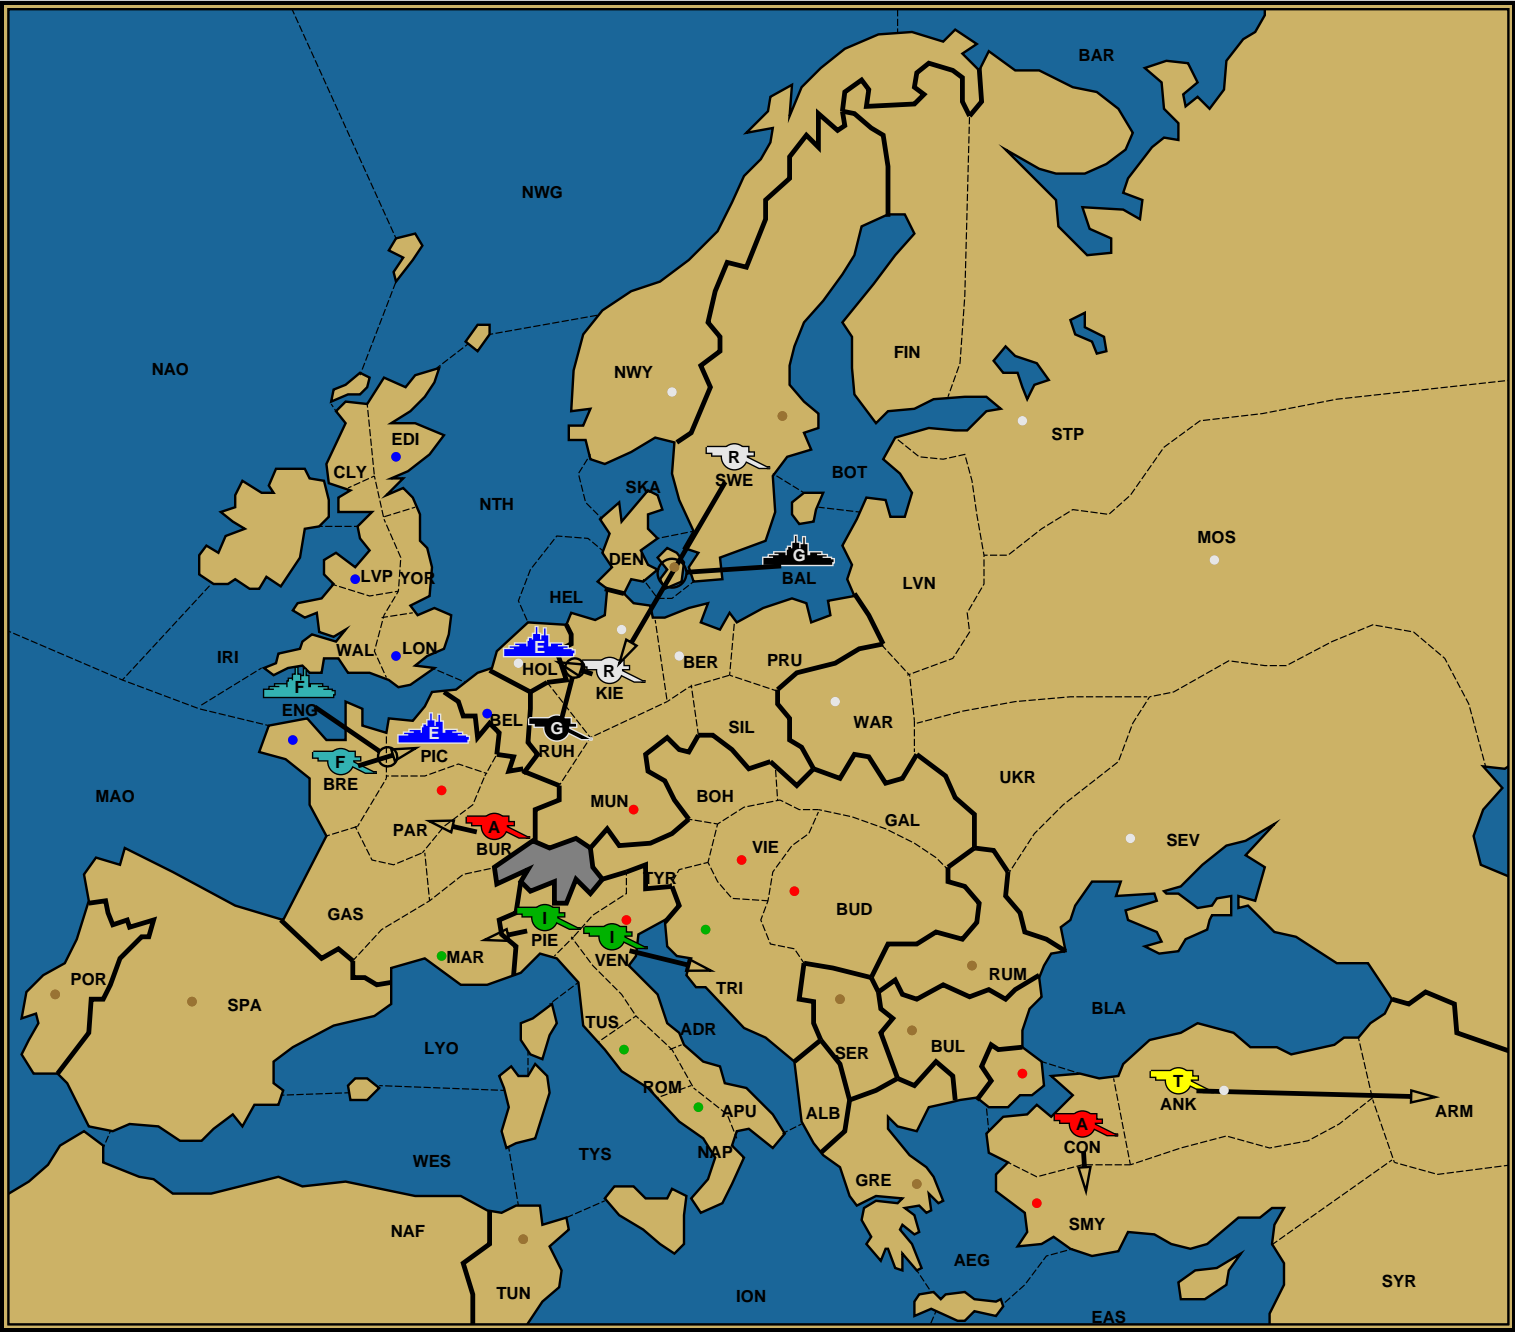 BAR
NWG
NAO
FIN
NWY
STP
EDI
CLY
BOT
R
SWE
SKA
NTH
MOS
G
BAL
DEN
LVN
LVP
YOR
HEL
E
HOL
WAL
LON
IRI
BER
PRU
R
KIE
F
ENG
BEL
G
RUH
SIL
WAR
E
PIC
F
BRE
UKR
MAO
MUN
BOH
GAL
PAR
A
BUR
VIE
SEV
TYR
GAS
BUD
I
PIE
I
VEN
MAR
RUM
POR
SPA
TRI
BLA
TUS
ADR
LYO
SER
BUL
ROM
T
ANK
ARM
APU
ALB
A
CON
NAP
TYS
WES
GRE
SMY
NAF
AEG
SYR
TUN
ION
EAS